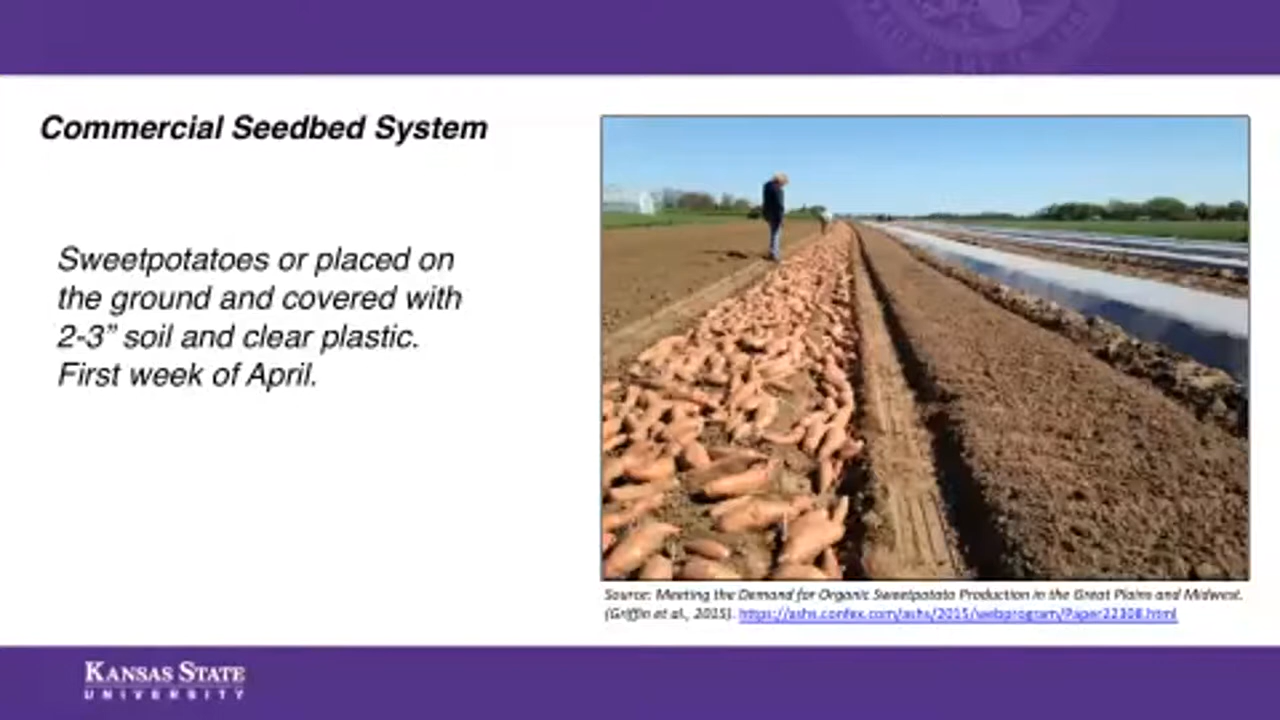 Commercial Seedbed System
Sweetpotatoes or placed on
the ground and covered with
2-3” soil and clear plastic.
First week of April.
Source: Meeting the Demand for Organic Sweetpotato Production in the Great Plains and Midwest.
(Griffin et al., 2015). https://ashs.confex.com/ashs/2015/webprogram/Paper22308.html
KANSAS STATE
UNIVERSITY